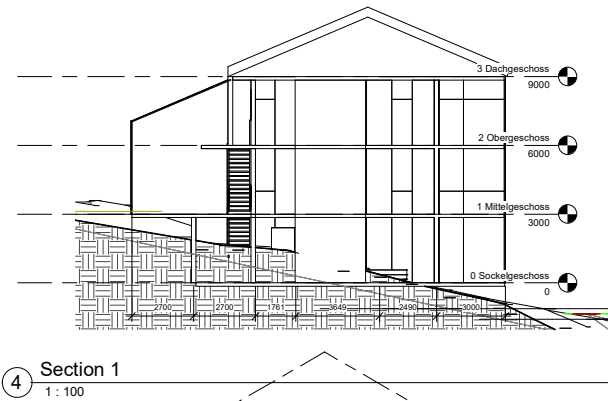 3 Dachgeschoss
9000
2 Obergeschoss
6000
1 Mittelgeschoss
3000
0 Sockelgeschoss
0
2700 2700 1761 3649 2490 3000
4 Section 1
1 : 100